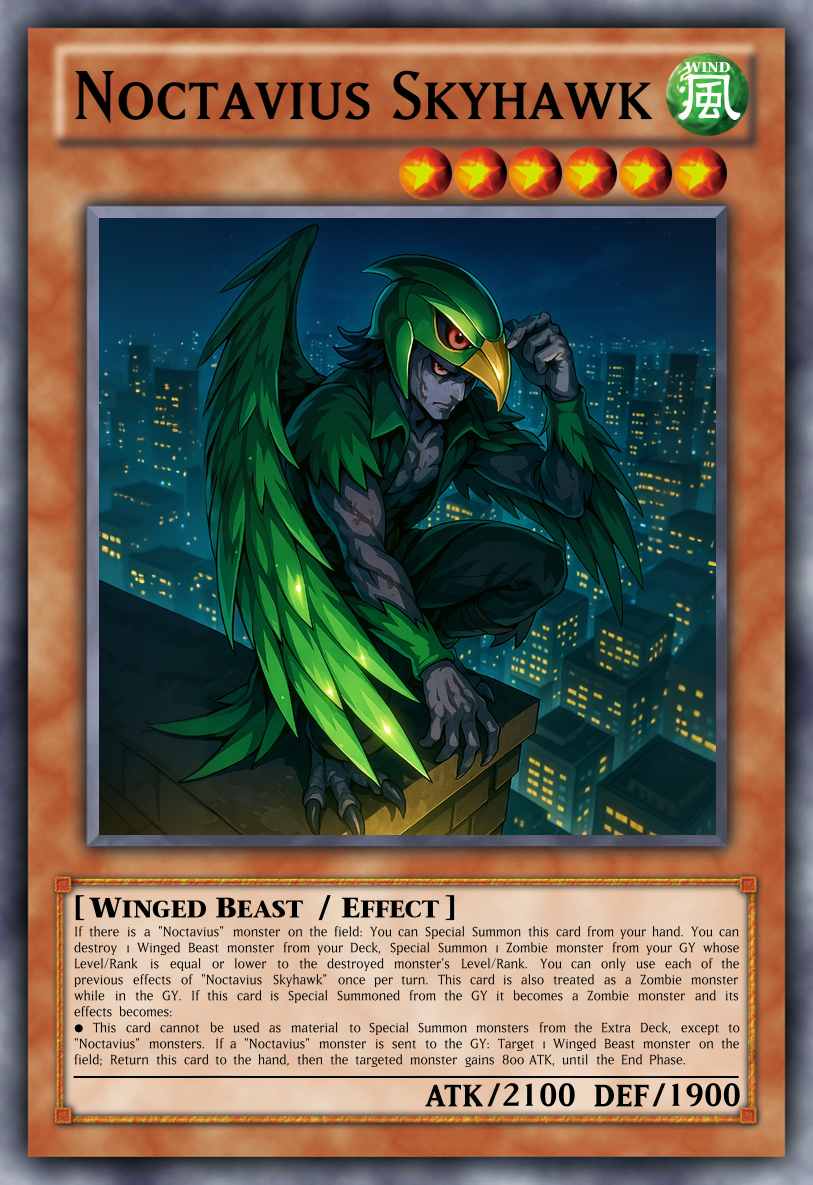 Noctavius Skyhawk
WIND
風
[ Winged Beast / Effect ]
If there is a "Noctavius" monster on the field: You can Special Summon this card from your hand. You can
destroy 1 Winged Beast monster from your Deck, Special Summon 1 Zombie monster from your GY whose
Level/Rank is equal or lower to the destroyed monster's Level/Rank. You can only use each of the
previous effects of "Noctavius Skyhawk" once per turn. This card is also treated as a Zombie monster
while in the GY. If this card is Special Summoned from the GY it becomes a Zombie monster and its
effects becomes:
● This card cannot be used as material to Special Summon monsters from the Extra Deck, except to
"Noctavius" monsters. If a "Noctavius" monster is sent to the GY: Target 1 Winged Beast monster on the
field; Return this card to the hand, then the targeted monster gains 800 ATK, until the End Phase.
ATK/2100 DEF/1900